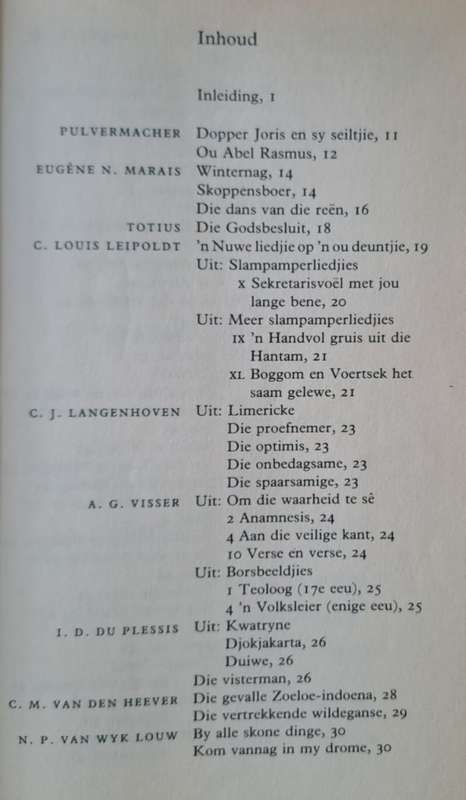 Inhoud
Inleiding, 1
PULVERMACHER Dopper Joris en sy seiltjie, 11
Ou Abel Rasmus, 12
EUGÊNE N. MARAIS Winternag, 14
Skoppensboer, 14
Die dans van die reën, 16
TOTIUS Die Godsbesluit, 18
C. LOUIS LEIPOLDT 'n Nuwe liedjie op 'n ou deuntjie, 19
Uit: Slampamperliedjies
X Sekretarisvoël met jou
lange bene, 20
Uit: Meer slampamperliedjies
IX 'n Handvol gruis uit die
Hantam, 21
XL Boggom en Voertsek het
saam gelewe, 21
C. J. LANGENHOVEN Uit: Limericke
Die proefnemer, 23
Die optimis, 23
Die onbedagsame, 23
Die spaarsamige, 23
A. G. VISSER Uit: Om die waarheid te sê
2 Anamnesis, 24
4 Aan die veilige kant, 24
10 Verse en verse, 24
Uit: Borsbeeldjies
1 Teoloog (17e eeu), 25
4 'n Volksleier (enige eeu), 25
I. D. DU PLESSIS Uit: Kwatryne
Djokjakarta, 26
Duiwe, 26
Die visterman, 26
C. M. VAN DEN HEEVER Die gevalle Zoeloe-indoena, 28
Die vertrekkende wildeganse, 29
N. P. VAN WYK LOUW By alle skone dinge, 30
Kom vannag in my drome, 30